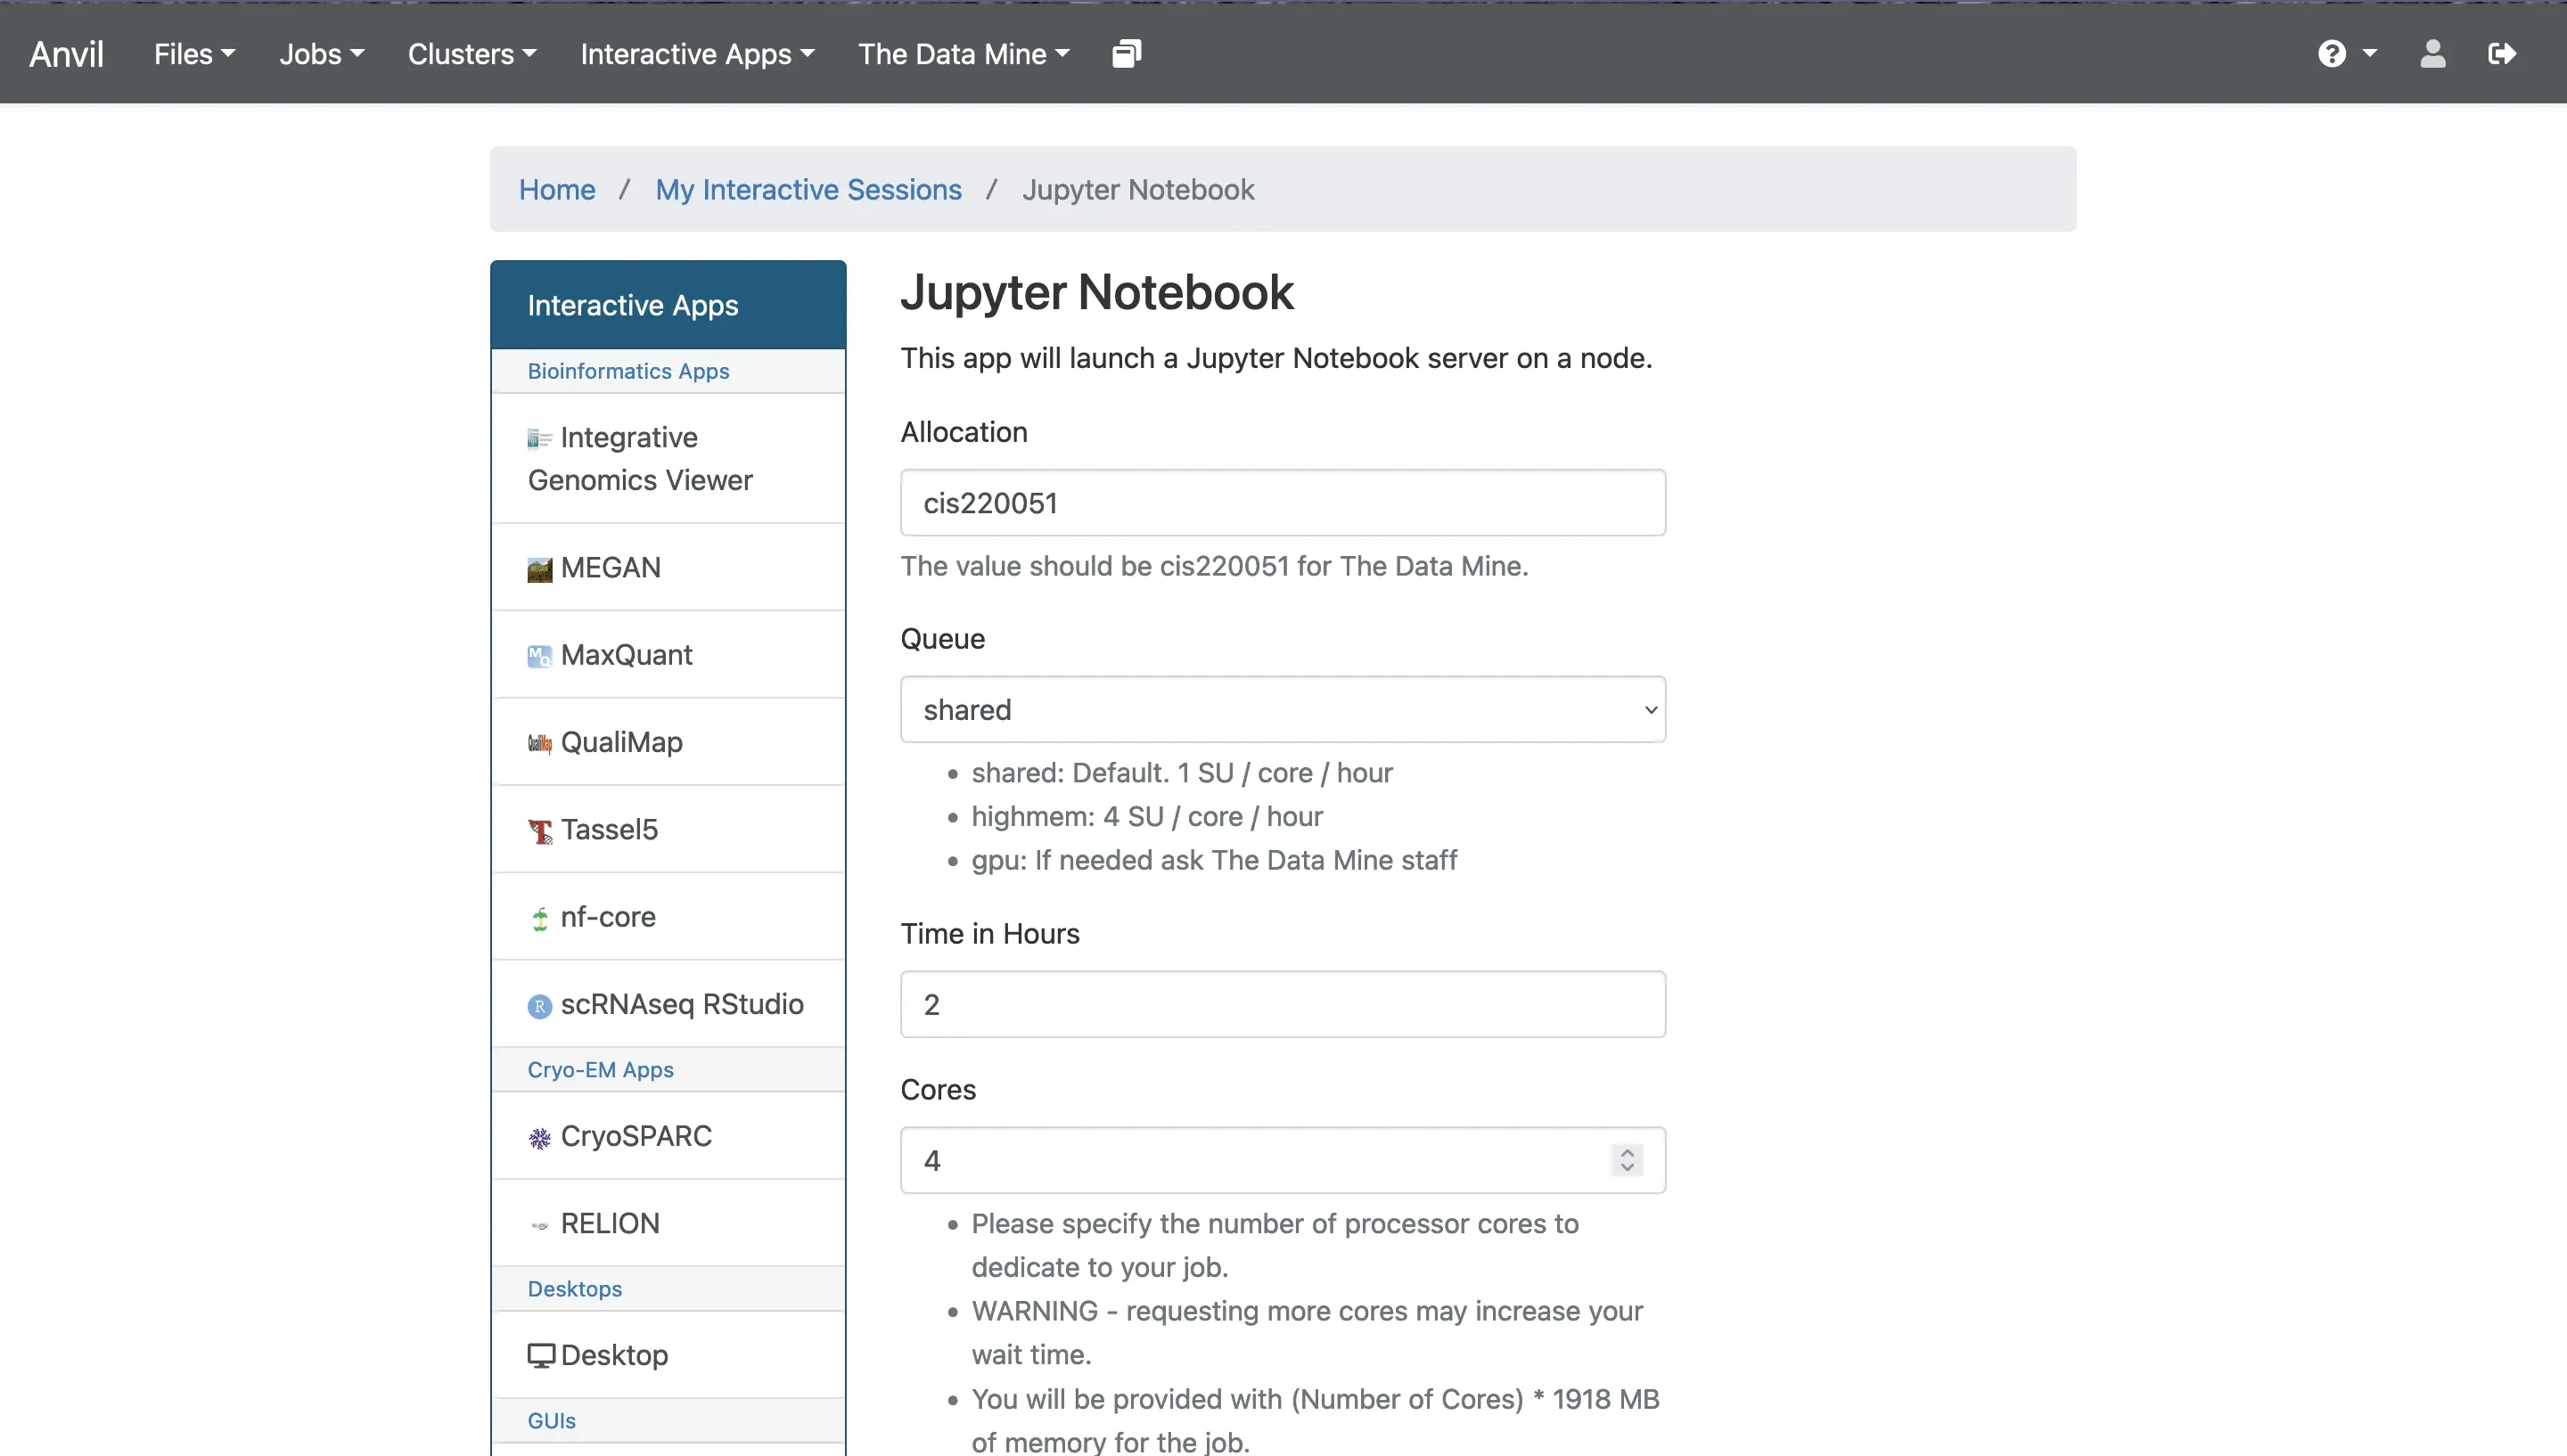 Anvil Files Jobs Clusters Interactive Apps The Data Mine
Home / My Interactive Sessions / Jupyter Notebook
Interactive Apps
Bioinformatics Apps
Integrative
Genomics Viewer
MEGAN
MaxQuant
QualiMap
Tassel5
nf-core
scRNAseq RStudio
Cryo-EM Apps
CryoSPARC
RELION
Desktops
Desktop
GUIs
Jupyter Notebook
This app will launch a Jupyter Notebook server on a node.
Allocation
cis220051
The value should be cis220051 for The Data Mine.
Queue
shared
• shared: Default. 1 SU / core / hour
• highmem: 4 SU / core / hour
• gpu: If needed ask The Data Mine staff
Time in Hours
2
Cores
4
• Please specify the number of processor cores to
dedicate to your job.
• WARNING - requesting more cores may increase your
wait time.
• You will be provided with (Number of Cores) * 1918 MB
of memory for the job.